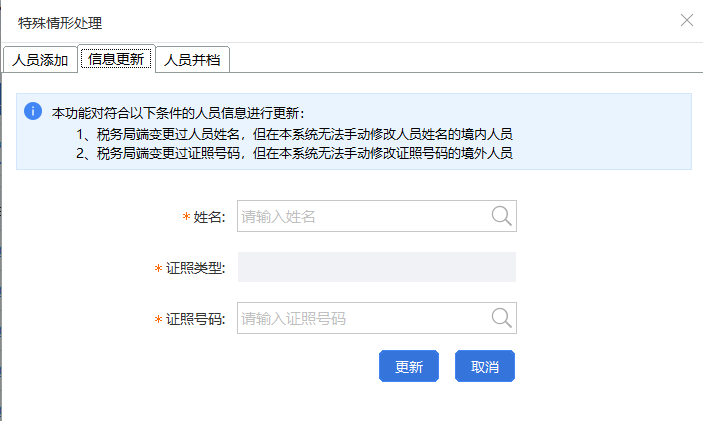 特殊情形处理
人员添加 信息更新 人员并档
本功能对符合以下条件的人员信息进行更新：
1、税务局端变更过人员姓名，但在本系统无法手动修改人员姓名的境内人员
2、税务局端变更过证照号码，但在本系统无法手动修改证照号码的境外人员
*姓名: 请输入姓名
*证照类型:
*证照号码: 请输入证照号码
更新 取消